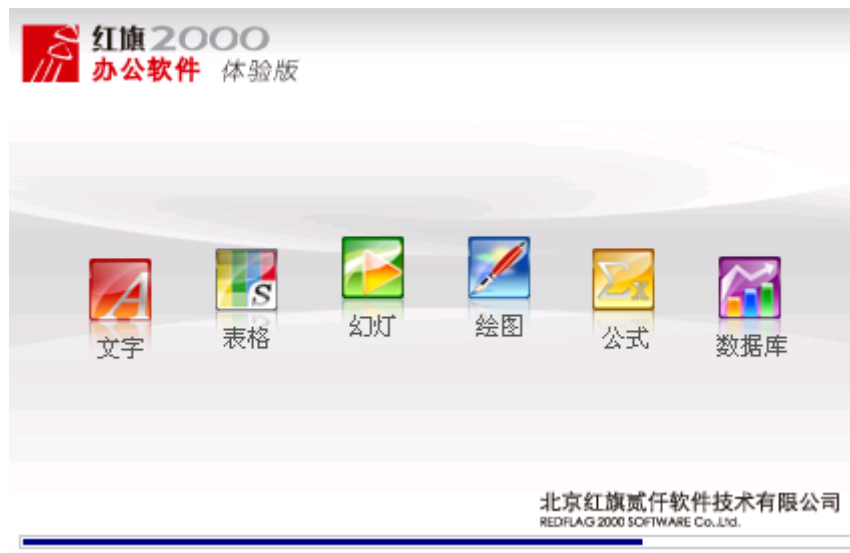 红旗2000
办公软件 体验版
文字 表格 幻灯 绘图 公式 数据库
北京红旗贰仟软件技术有限公司
REDFLAG 2000 SOFTWARE Co.,Ltd.